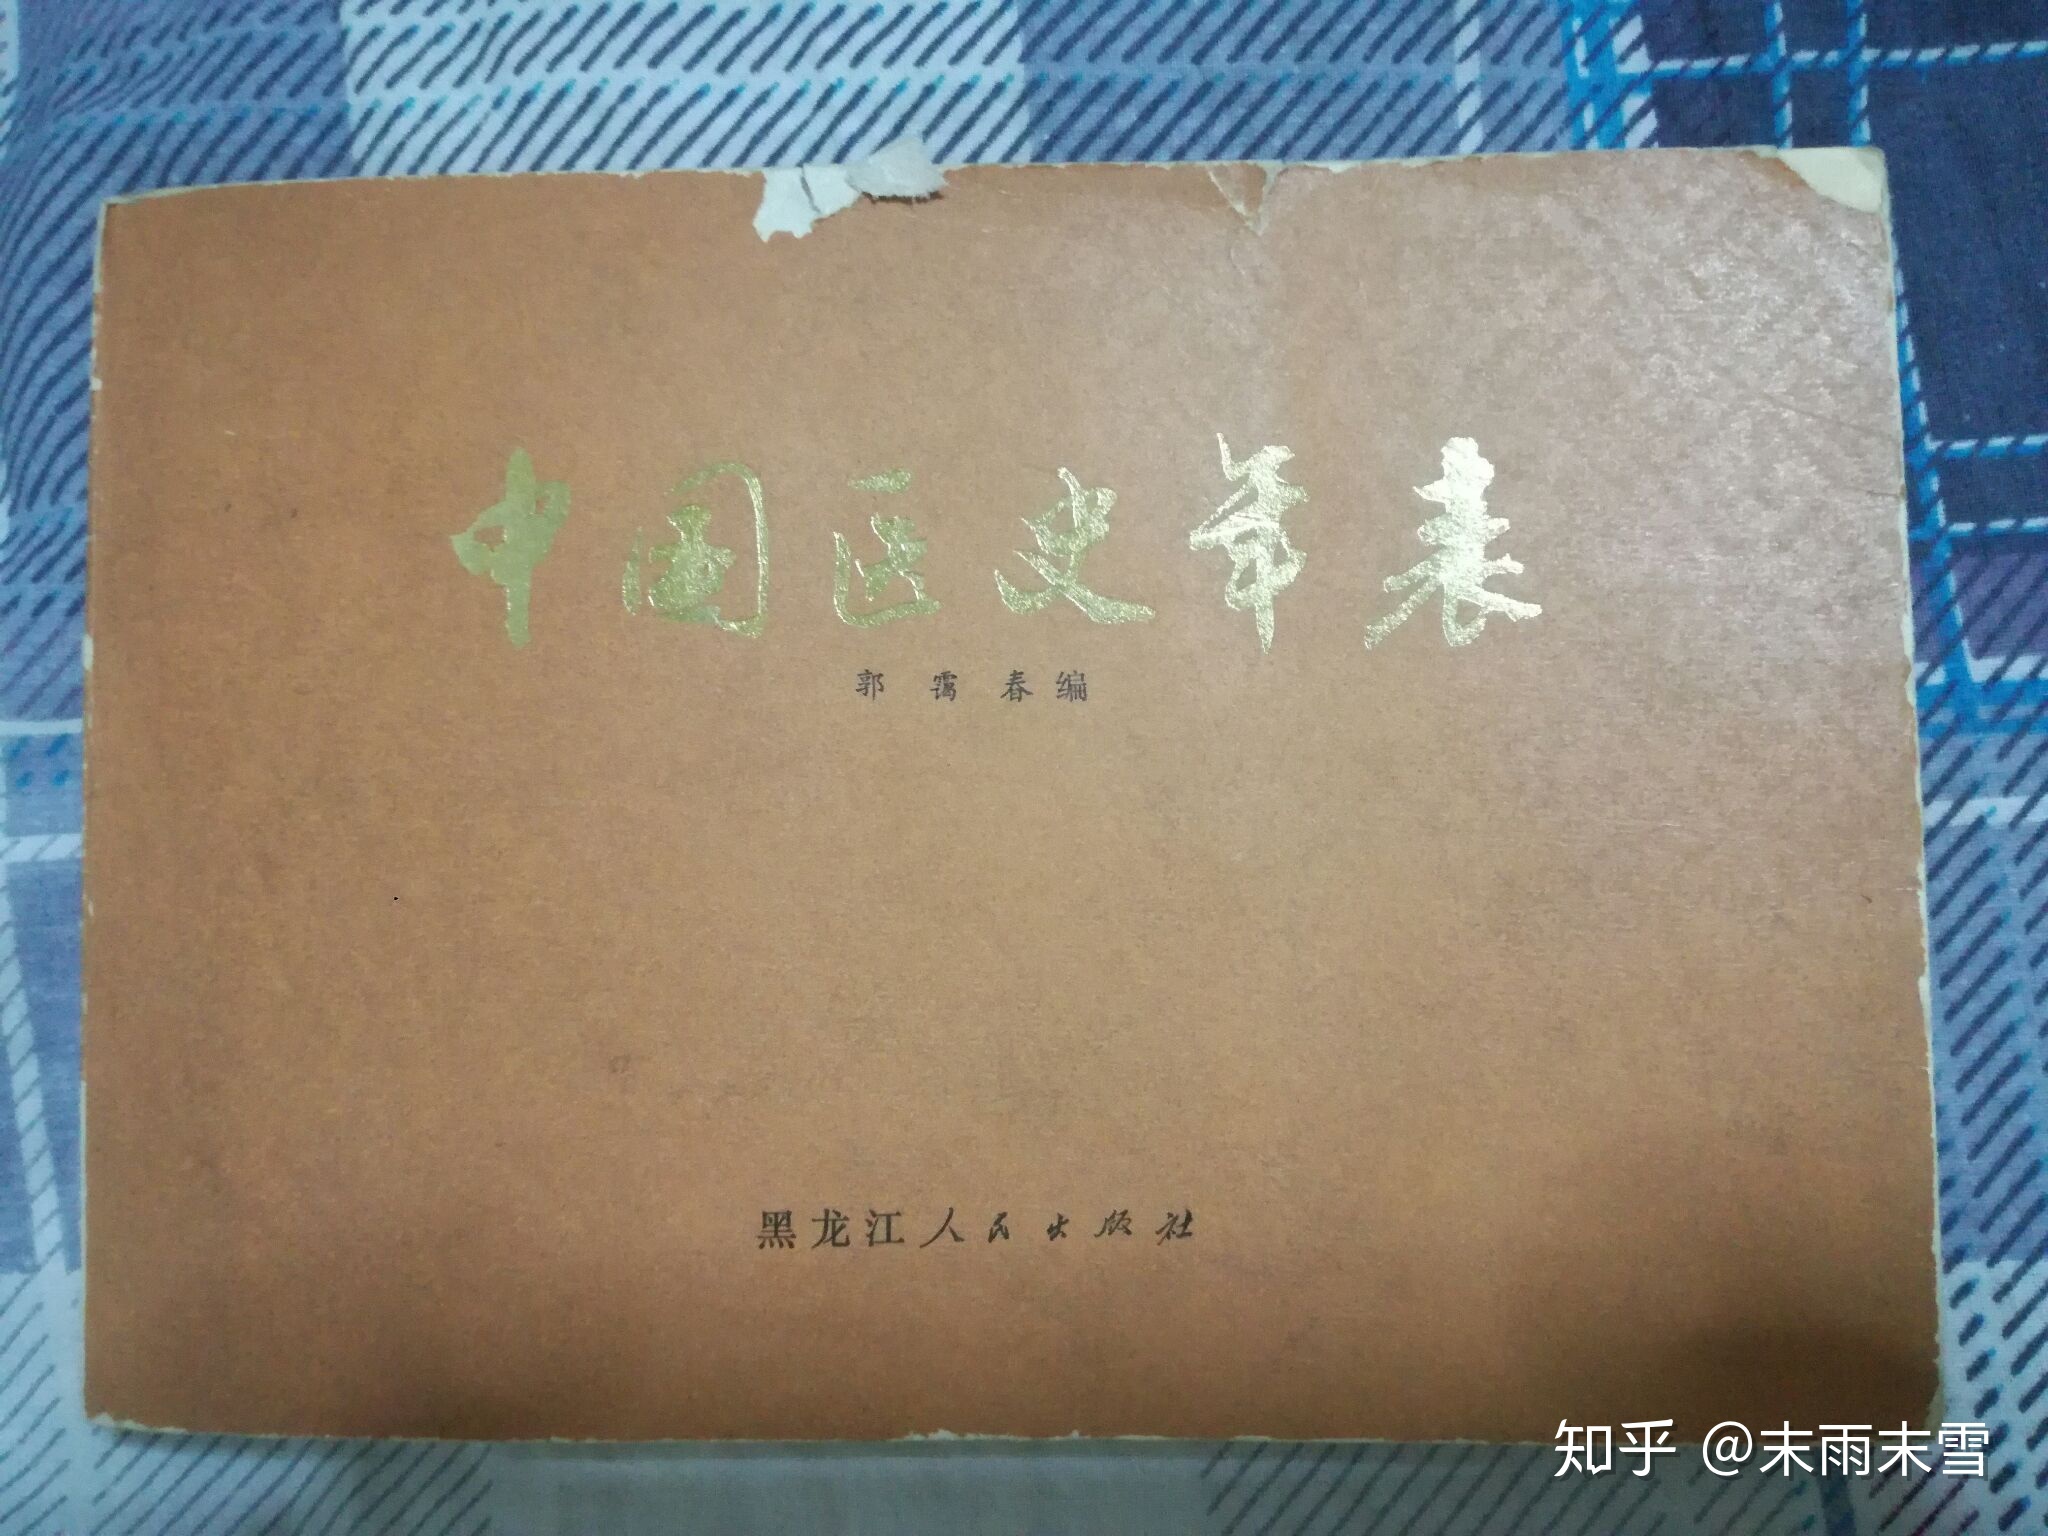 中国医史年表
郭霭春编
黑龙江人民出版社
知乎 @末雨末雪